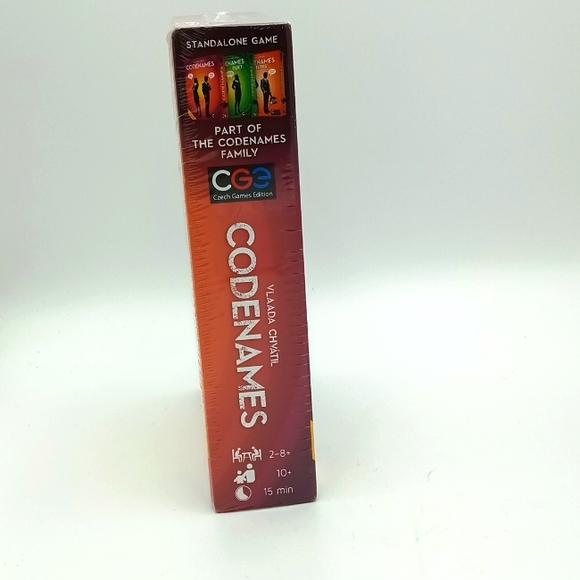 STANDALONE GAME
CODENAMES
PART OF
THE CODENAMES
FAMILY
CGE
Czech Games Edition
CODENAMES
VLAADA CHVÁTIL
2-8+
10+
15 min